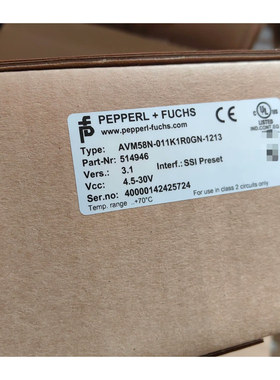 PEPPERL + FUCHS
www.pepperl-fuchs.com
Type: AVM58N-011K1R0GN-1213
Part-Nr: 514946
Vers.: 3.1 Interf.: SSI Preset
Vcc: 4.5-30V
Ser.no: 40000142425724
Temp. range ..+70°C For use in class 2 circuits only